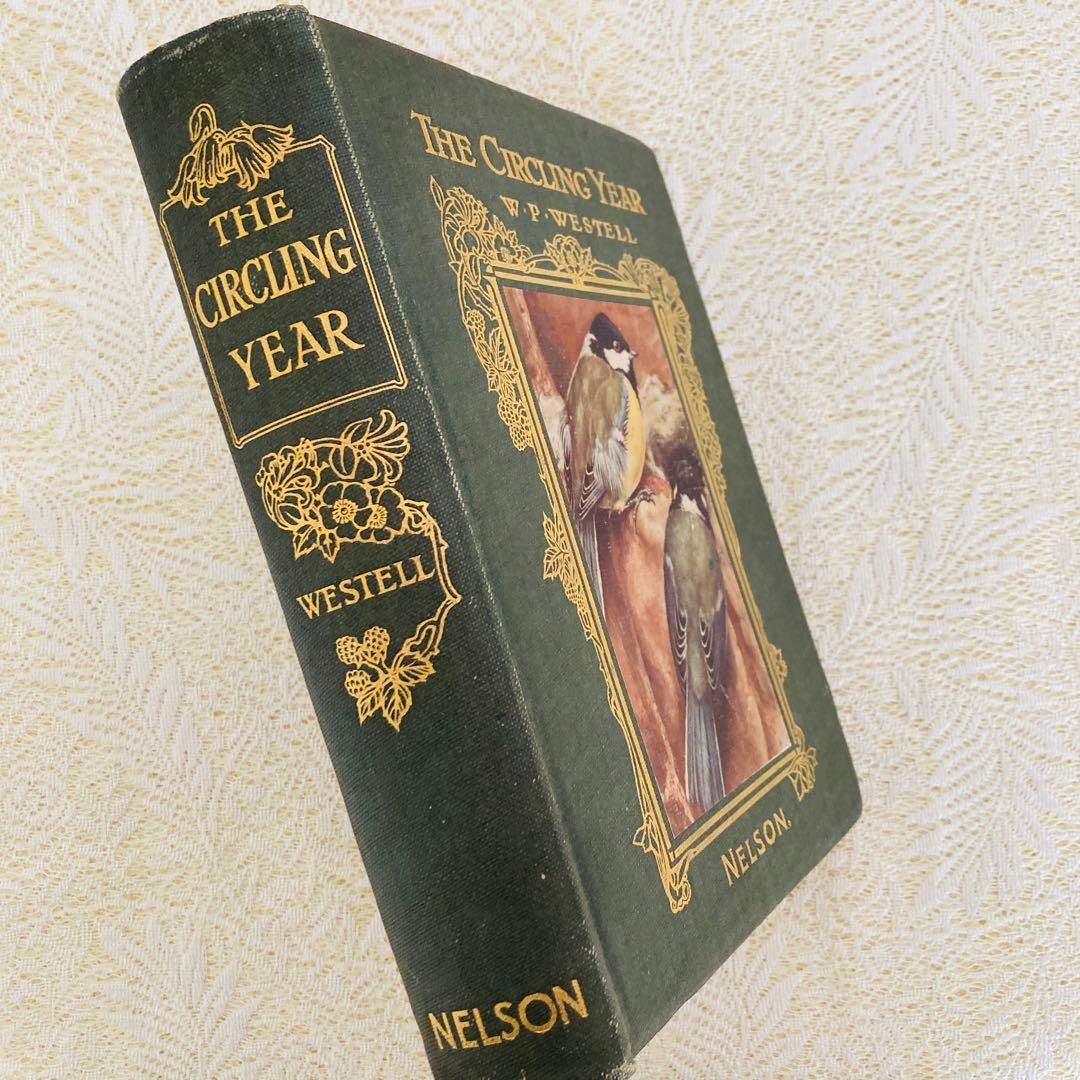 THE
CIRCLING
YEAR
WESTELL
NELSON
THE CIRCLING YEAR
W·P·WESTELL
NELSON.